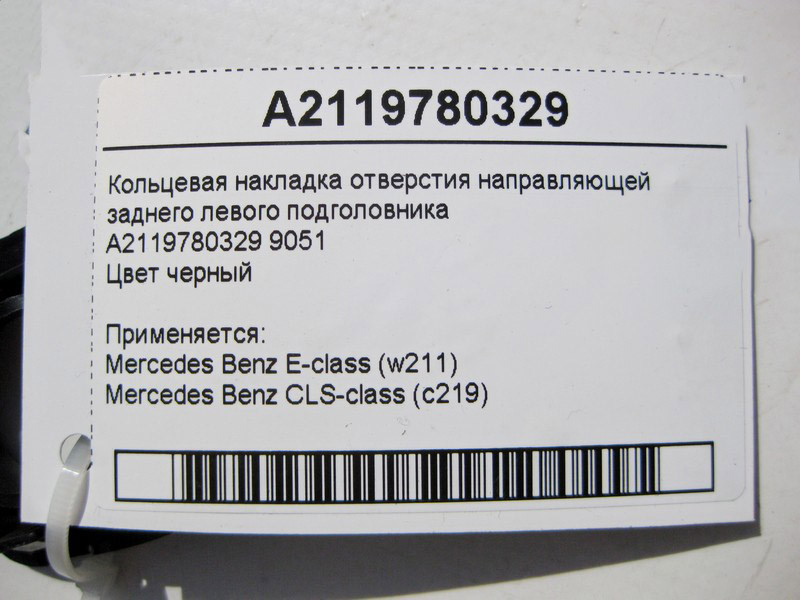 A2119780329
Кольцевая накладка отверстия направляющей
заднего левого подголовника
A2119780329 9051
Цвет черный
Применяется:
Mercedes Benz E-class (w211)
Mercedes Benz CLS-class (c219)